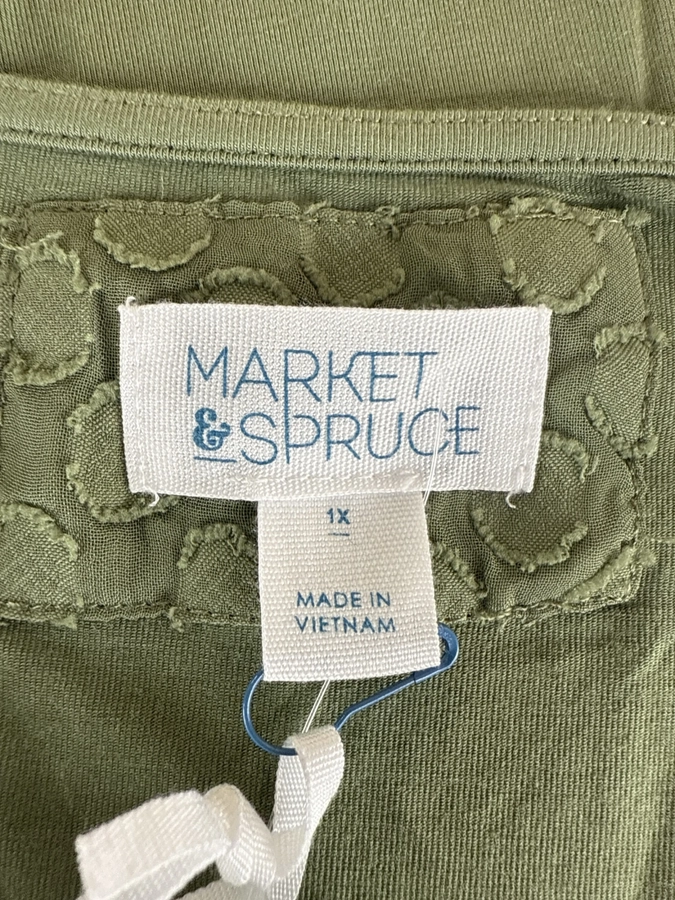 MARKET
&SPRUCE
1X
MADE IN
VIETNAM